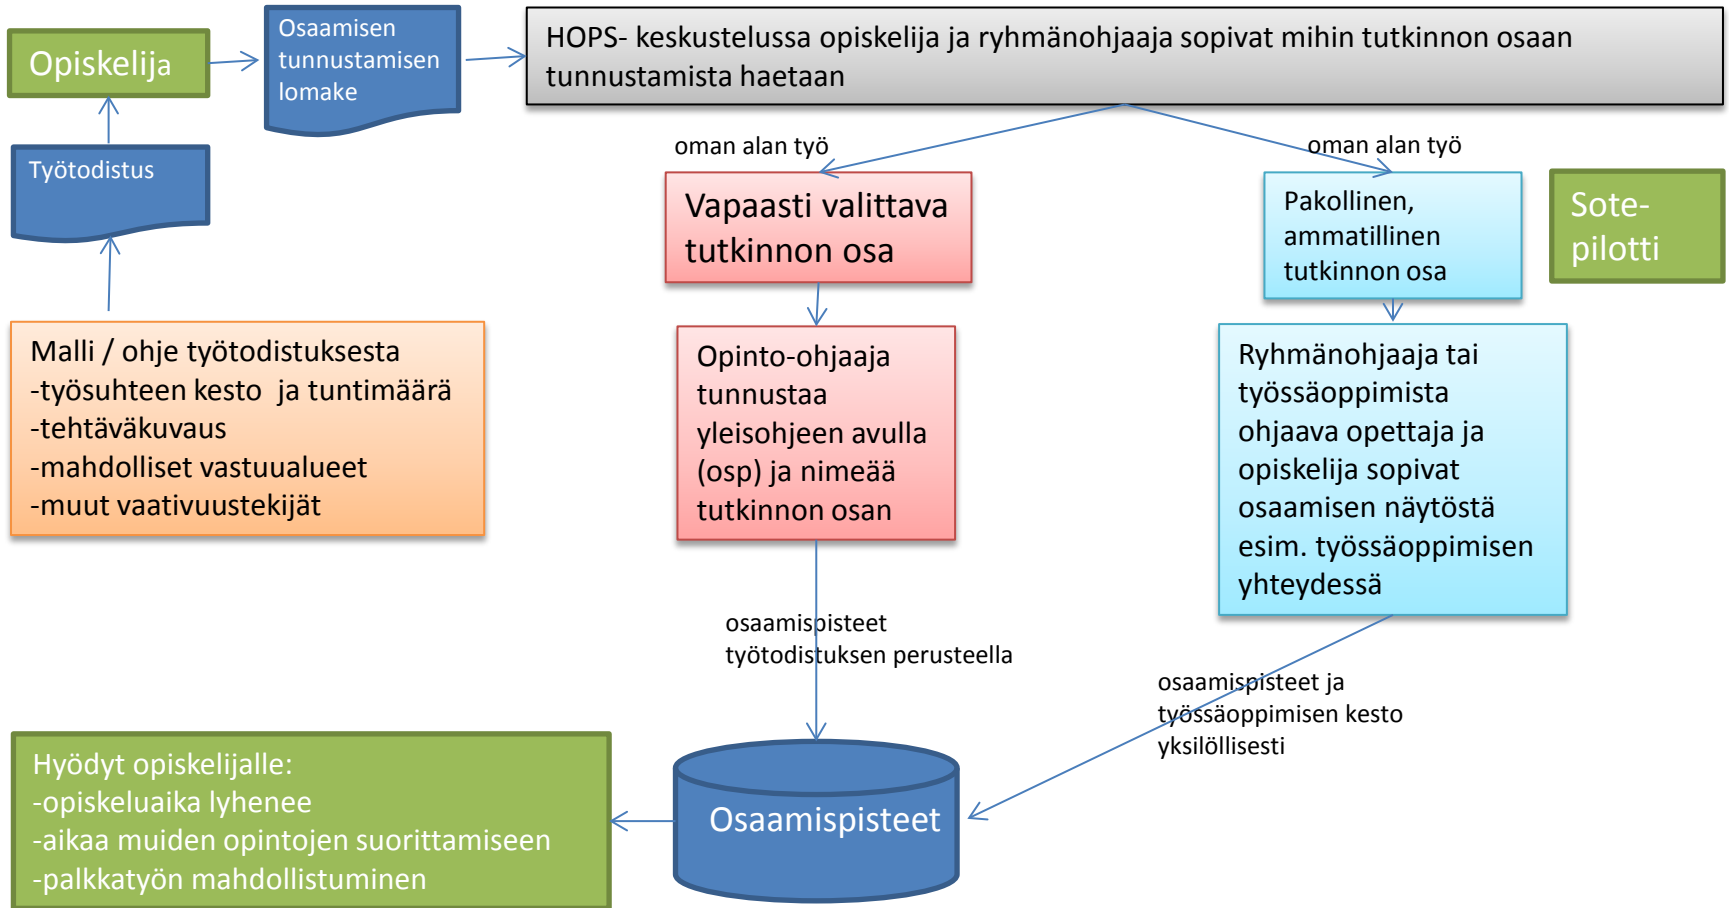 Opiskelija
Osaamisen
tunnustamisen
lomake
HOPS- keskustelussa opiskelija ja ryhmänohjaaja sopivat mihin tutkinnon osaan
tunnustamista haetaan
Työtodistus
oman alan työ
oman alan työ
Vapaasti valittava
tutkinnon osa
Pakollinen,
ammatillinen
tutkinnon osa
Sote-
pilotti
Malli / ohje työtodistuksesta
-työsuhteen kesto ja tuntimäärä
-tehtäväkuvaus
-mahdolliset vastuualueet
-muut vaativuustekijät
Opinto-ohjaaja
tunnustaa
yleisohjeen avulla
(osp) ja nimeää
tutkinnon osan
Ryhmänohjaaja tai
työssäoppimista
ohjaava opettaja ja
opiskelija sopivat
osaamisen näytöstä
esim. työssäoppimisen
yhteydessä
osaamispisteet
työtodistuksen perusteella
osaamispisteet ja
työssäoppimisen kesto
yksilöllisesti
Hyödyt opiskelijalle:
-opiskeluaika lyhenee
-aikaa muiden opintojen suorittamiseen
-palkkatyön mahdollistuminen
Osaamispisteet